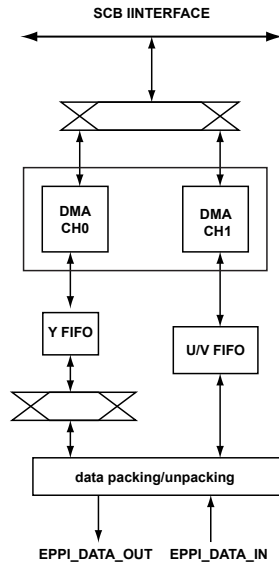 SCB IINTERFACE
DMA
CH0
DMA
CH1
Y FIFO
U/V FIFO
data packing/unpacking
EPPI_DATA_OUT
EPPI_DATA_IN